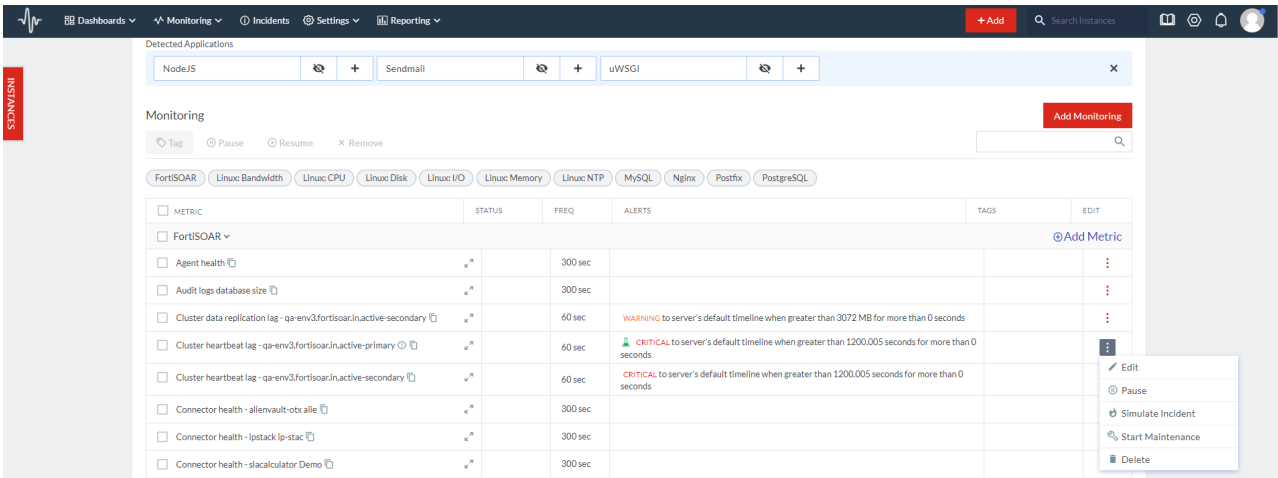 Dashboards Monitoring Incidents Settings Reporting +Add Search Instances
INSTANCES
Detected Applications
NodeJS Sendmail uWSGI
Monitoring
Add Monitoring
Tag Pause Resume Remove
FortiSOAR Linux: Bandwidth Linux: CPU Linux: Disk Linux: I/O Linux: Memory Linux: NTP MySQL Nginx Postfix PostgreSQL
METRIC STATUS FREQ ALERTS TAGS EDIT
FortiSOAR Add Metric
Agent health 300 sec
Audit logs database size 300 sec
Cluster data replication lag - qa-env3.fortisoar.in,active-secondary 60 sec WARNING to server's default timeline when greater than 3072 MB for more than 0 seconds
Cluster heartbeat lag - qa-env3.fortisoar.in,active-primary 60 sec CRITICAL to server's default timeline when greater than 1200.005 seconds for more than 0
seconds
Cluster heartbeat lag - qa-env3.fortisoar.in,active-secondary 60 sec CRITICAL to server's default timeline when greater than 1200.005 seconds for more than 0
seconds
Connector health - alienvault-otx alie 300 sec
Connector health - ipstack ip-stac 300 sec
Connector health - slacalculator Demo 300 sec
Edit
Pause
Simulate Incident
Start Maintenance
Delete